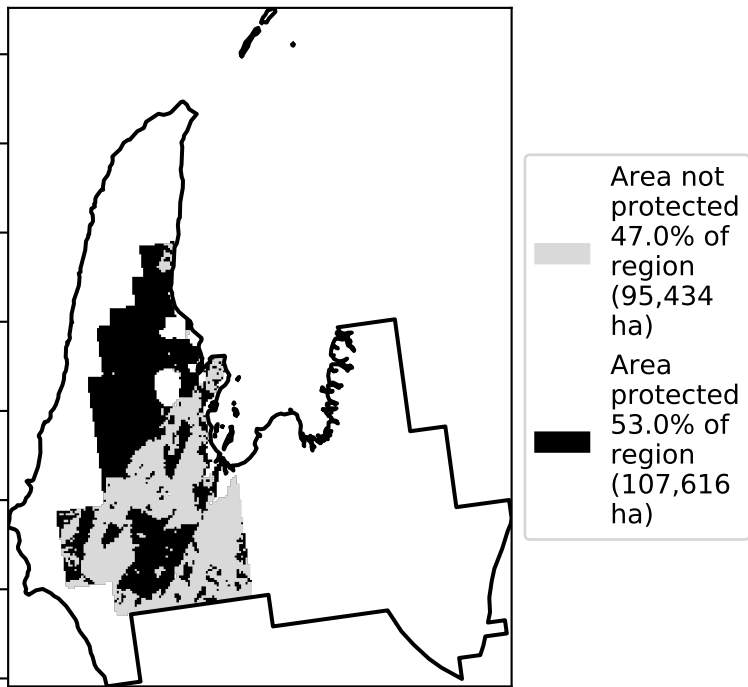 Area not
protected
47.0% of
region
(95,434
ha)
Area
protected
53.0% of
region
(107,616
ha)